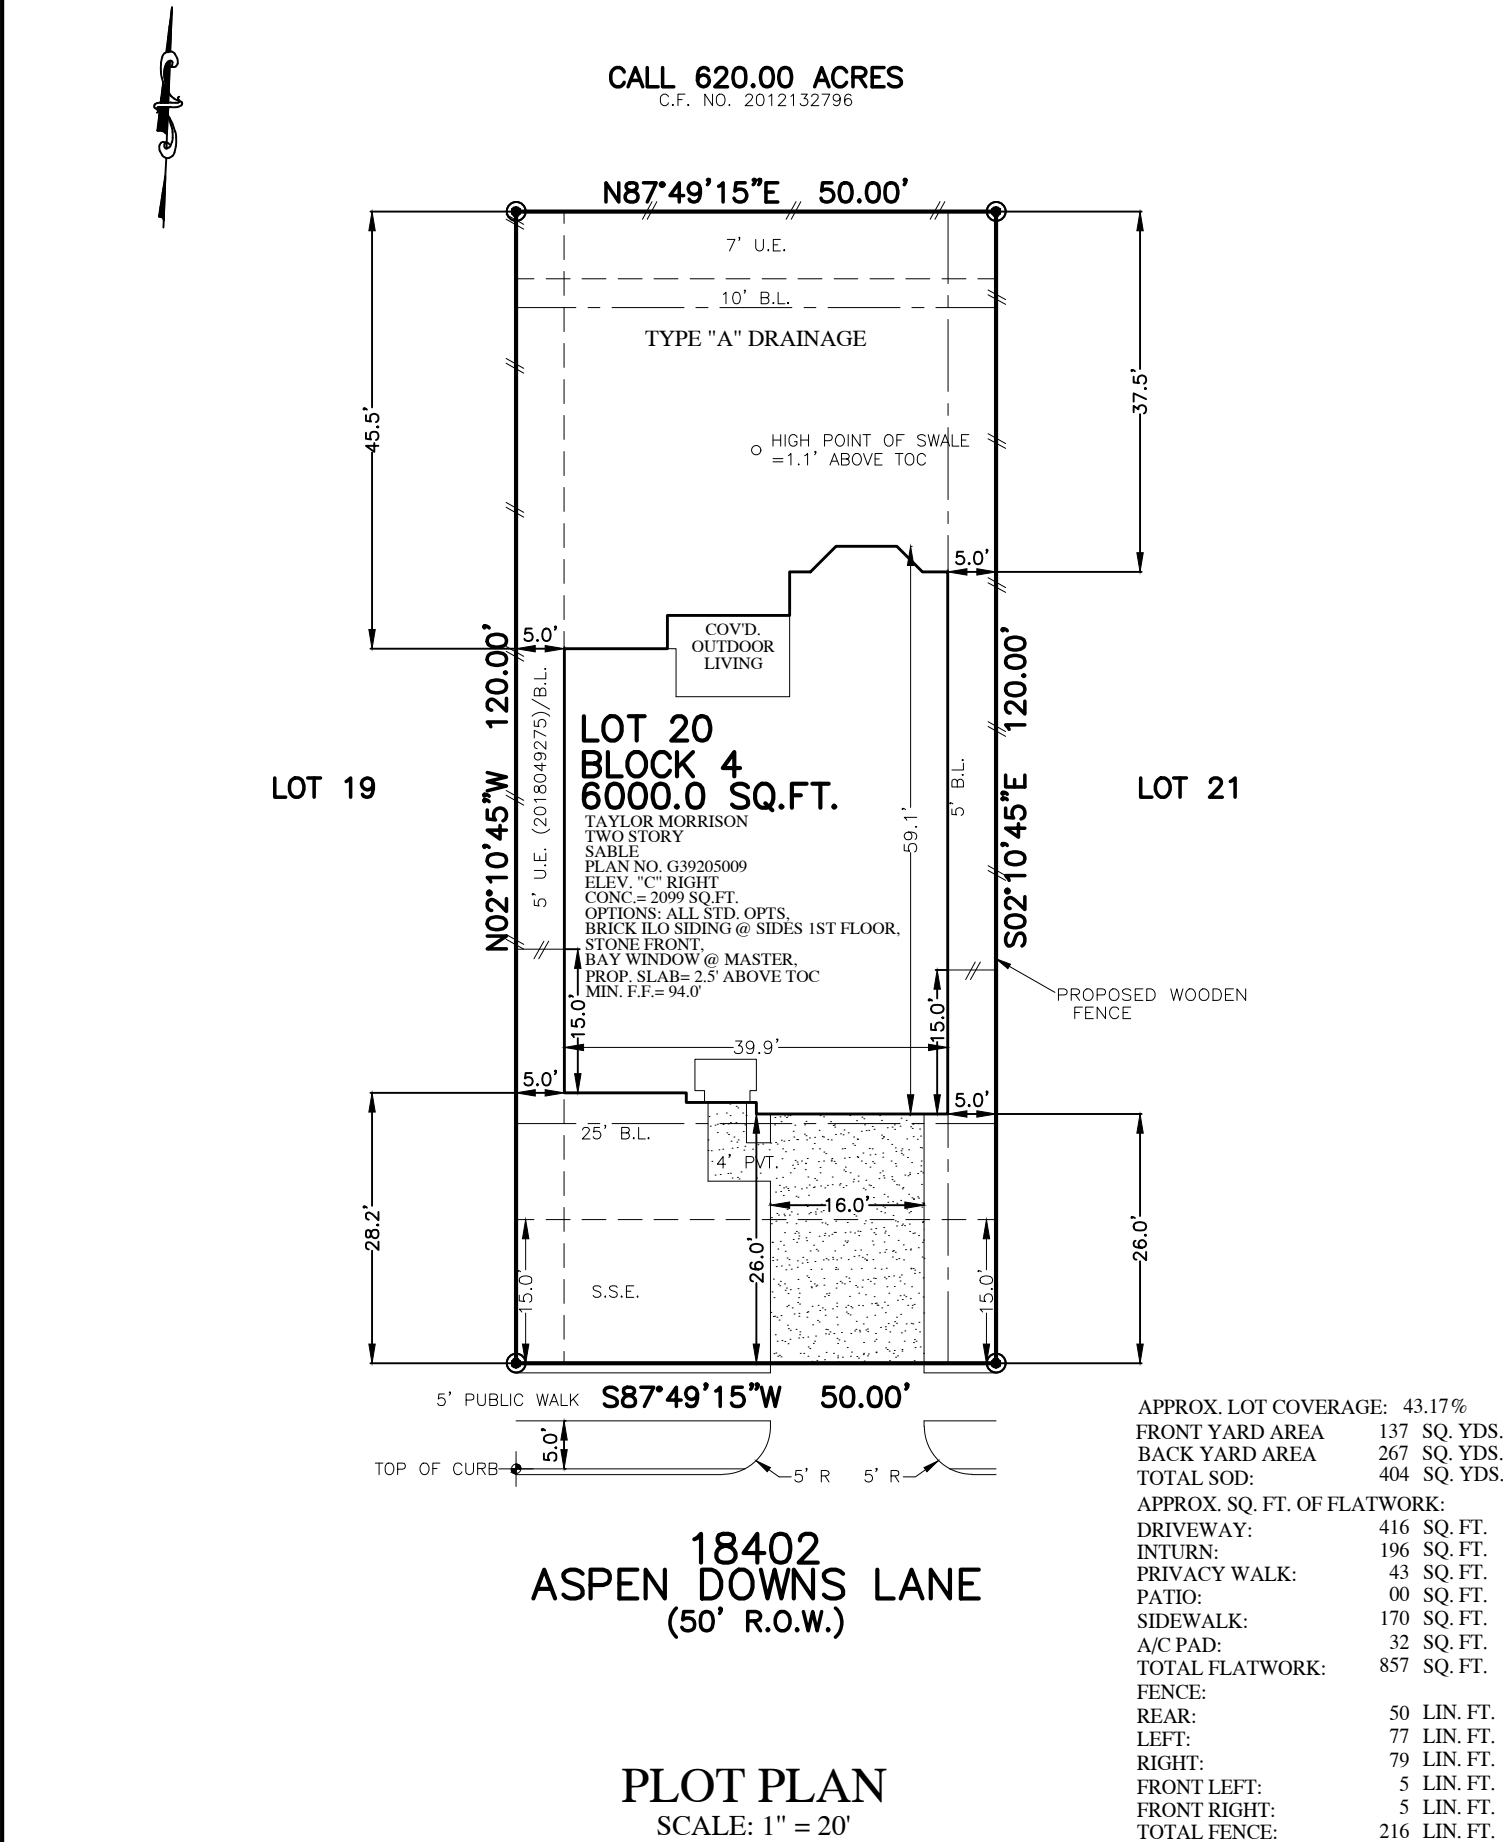 CALL 620.00 ACRES
C.F. NO. 2012132796
N87°49'15"E 50.00'
7' U.E.
10' B.L.
TYPE "A" DRAINAGE
45.5'
37.5'
HIGH POINT OF SWALE
=1.1' ABOVE TOC
5.0'
5.0'
COV'D.
OUTDOOR
LIVING
N02°10'45"W 120.00'
5' U.E. (2018049275)/B.L.
LOT 20
BLOCK 4
6000.0 SQ.FT.
TAYLOR MORRISON
TWO STORY
SABLE
PLAN NO. G39205009
ELEV. "C" RIGHT
CONC.= 2099 SQ.FT.
OPTIONS: ALL STD. OPTS,
BRICK ILO SIDING @ SIDES 1ST FLOOR,
STONE FRONT,
BAY WINDOW @ MASTER,
PROP. SLAB= 2.5' ABOVE TOC
MIN. F.F.= 94.0'
59.1'
5' B.L.
S02°10'45"E 120.00'
LOT 19
LOT 21
PROPOSED WOODEN
FENCE
15.0'
15.0'
39.9'
5.0'
5.0'
25' B.L.
4' PVT.
16.0'
28.2'
26.0'
26.0'
15.0'
S.S.E.
15.0'
5' PUBLIC WALK
S87°49'15"W 50.00'
5.0'
TOP OF CURB
5' R
5' R
18402
ASPEN DOWNS LANE
(50' R.O.W.)
PLOT PLAN
SCALE: 1" = 20'
APPROX. LOT COVERAGE: 43.17%
FRONT YARD AREA 137 SQ. YDS.
BACK YARD AREA 267 SQ. YDS.
TOTAL SOD: 404 SQ. YDS.
APPROX. SQ. FT. OF FLATWORK:
DRIVEWAY: 416 SQ. FT.
INTURN: 196 SQ. FT.
PRIVACY WALK: 43 SQ. FT.
PATIO: 00 SQ. FT.
SIDEWALK: 170 SQ. FT.
A/C PAD: 32 SQ. FT.
TOTAL FLATWORK: 857 SQ. FT.
FENCE:
REAR: 50 LIN. FT.
LEFT: 77 LIN. FT.
RIGHT: 79 LIN. FT.
FRONT LEFT: 5 LIN. FT.
FRONT RIGHT: 5 LIN. FT.
TOTAL FENCE: 216 LIN. FT.